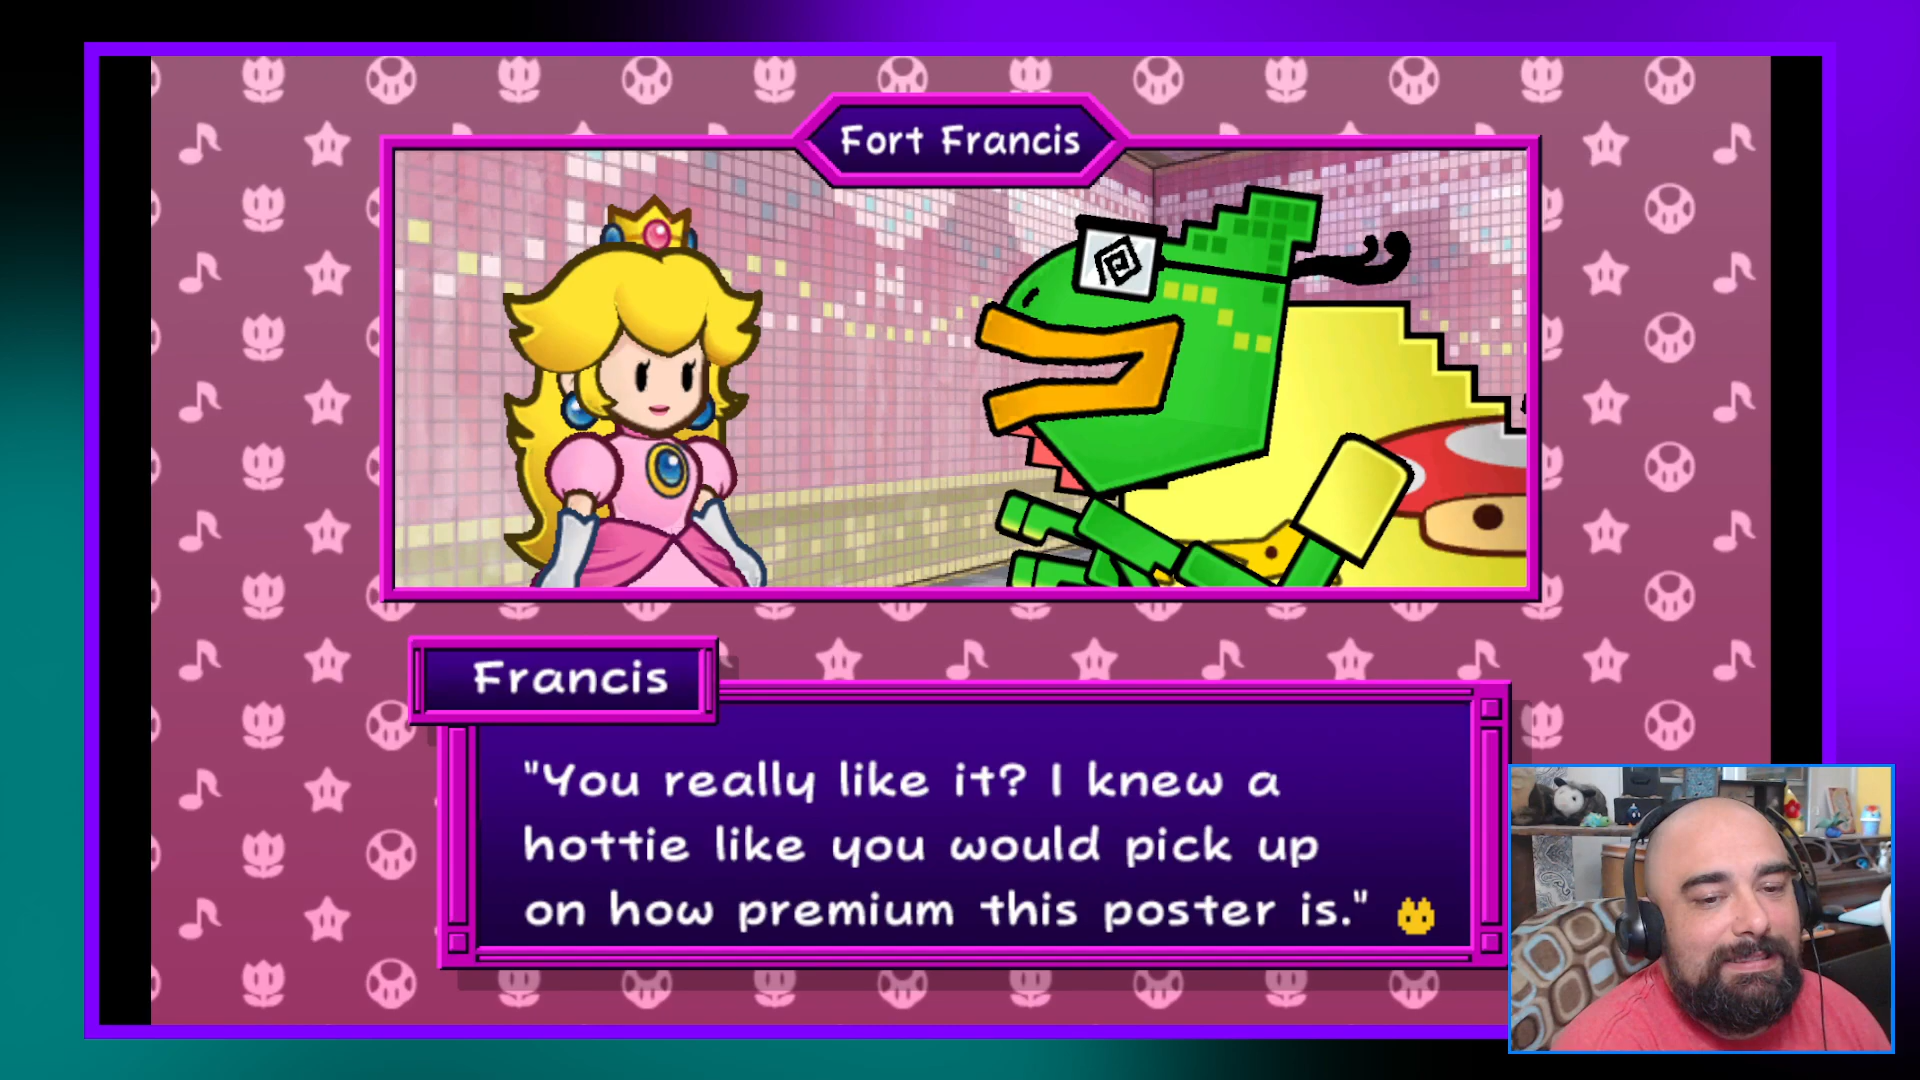 Fort Francis
Francis
"You really like it? I knew a
hottie like you would pick up
on how premium this poster is."